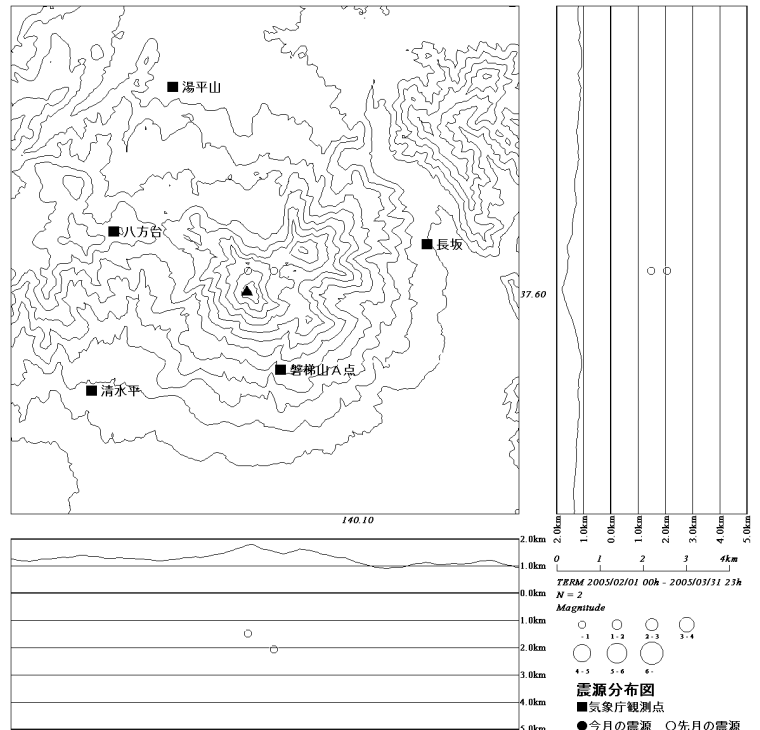 ■湯平山
■八方台
■長坂
37.60
■磐梯山A点
■清水平
140.10
2.0km
1.0km
0.0km
1.0km
2.0km
3.0km
4.0km
5.0km
2.0km
1.0km
0.0km
1.0km
2.0km
3.0km
4.0km
5.0km
0 1 2 3 4km
TERM 2005/02/01 00h - 2005/03/31 23h
N = 2
Magnitude
- 1 1 - 2 2 - 3 3 - 4
4 - 5 5 - 6 6 -
震源分布図
■気象庁観測点
●今月の震源 ○先月の震源